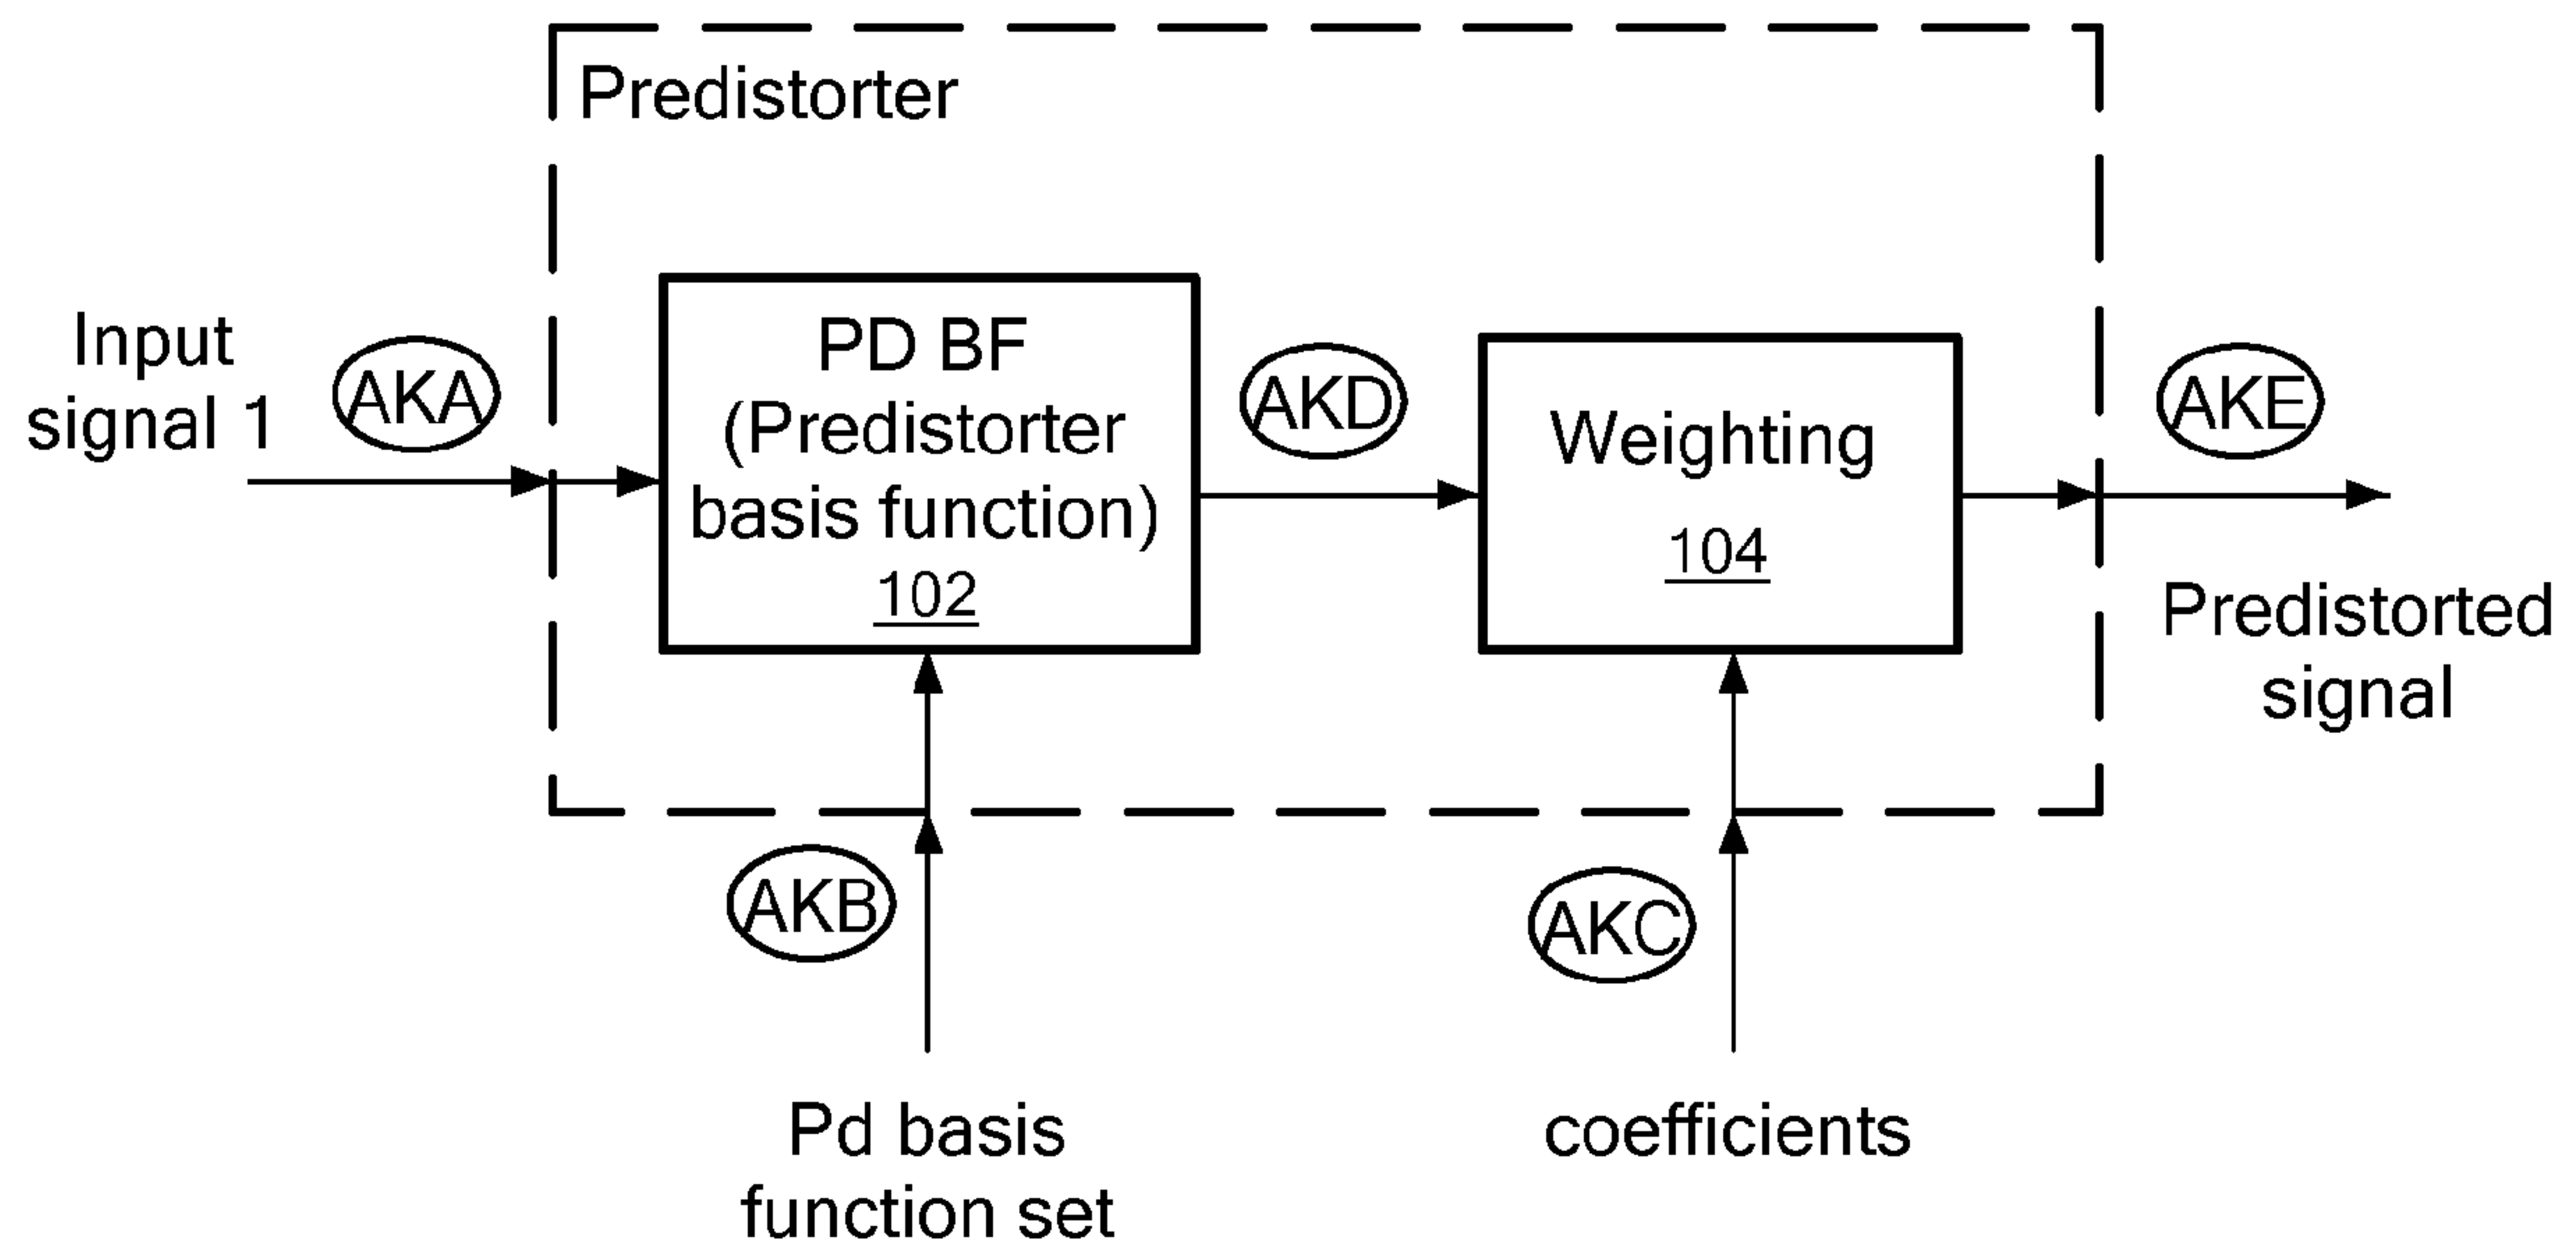 Predistorter
Input
signal 1
AKA
PD BF
(Predistorter
basis function)
102
AKD
Weighting
104
AKE
Predistorted
signal
AKB
AKC
Pd basis
function set
coefficients